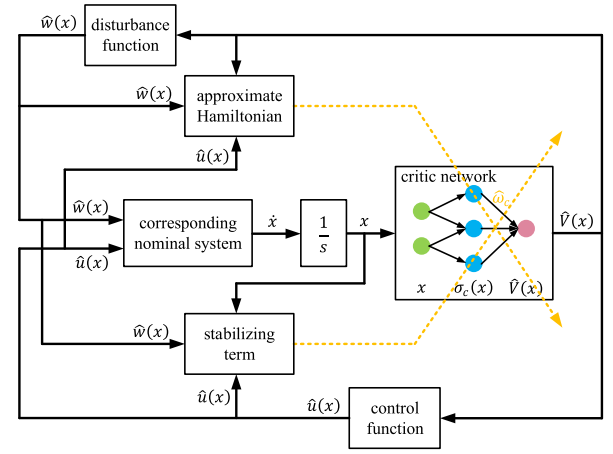 ŵ(x)
disturbance
function
ŵ(x)
approximate
Hamiltonian
û(x)
critic network
ω̂c
ŵ(x)
corresponding
nominal system
ẋ
1
s
x
V̂(x)
û(x)
x
σc(x)
V̂(x)
ŵ(x)
stabilizing
term
û(x)
û(x)
control
function